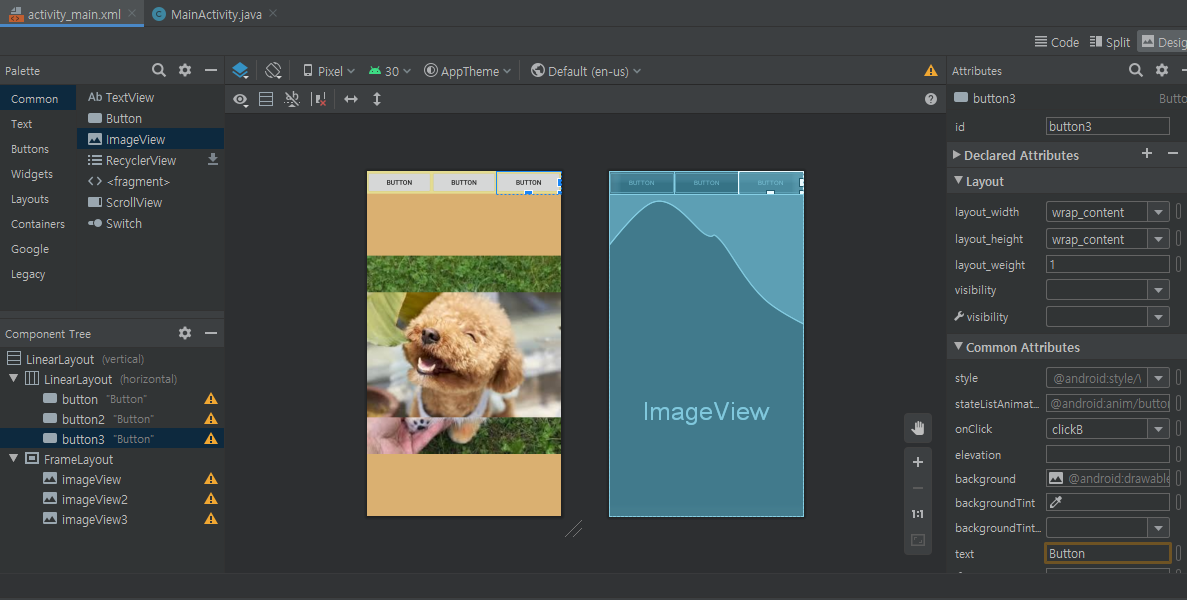 activity_main.xml
MainActivity.java
Code
Split
Desig
Palette
Pixel
30
AppTheme
Default (en-us)
Attributes
Common
Text
Buttons
Widgets
Layouts
Containers
Google
Legacy
Ab TextView
Button
ImageView
RecyclerView
<fragment>
ScrollView
Switch
Component Tree
LinearLayout (vertical)
LinearLayout (horizontal)
button "Button"
button2 "Button"
button3 "Button"
FrameLayout
imageView
imageView2
imageView3
BUTTON
BUTTON
BUTTON
BUTTON
BUTTON
BUTTON
ImageView
1:1
button3
Butto
id
button3
Declared Attributes
Layout
layout_width
wrap_content
layout_height
wrap_content
layout_weight
1
visibility
visibility
Common Attributes
style
@android:style/
stateListAnimat...
@android:anim/button
onClick
clickB
elevation
background
@android:drawable
backgroundTint
backgroundTint...
text
Button